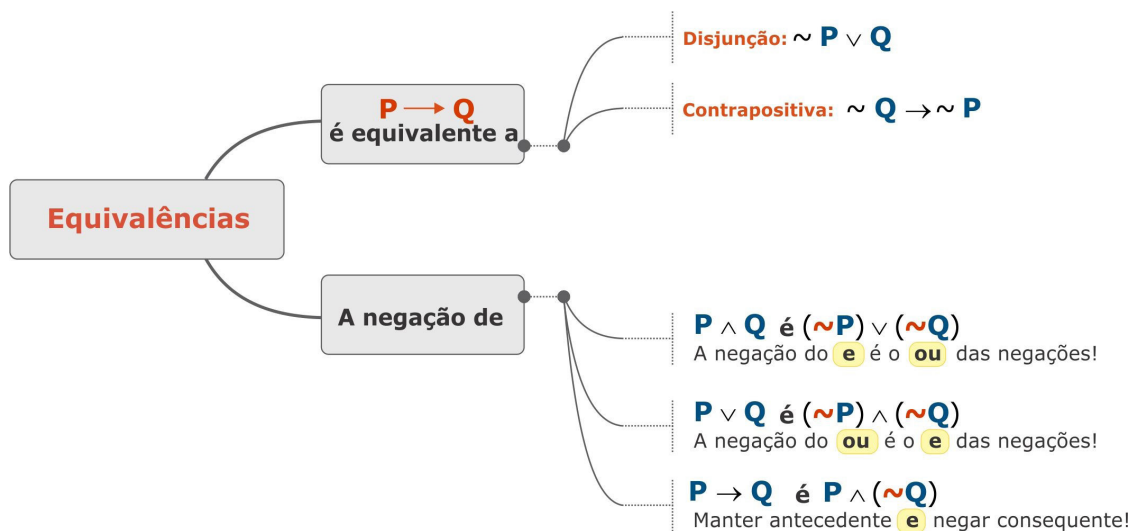 Equivalências
P → Q
é equivalente a
Disjunção: ~ P ∨ Q
Contrapositiva: ~ Q → ~ P
A negação de
P ∧ Q é (~P) ∨ (~Q)
A negação do e é o ou das negações!
P ∨ Q é (~P) ∧ (~Q)
A negação do ou é o e das negações!
P → Q é P ∧ (~Q)
Manter antecedente e negar consequente!